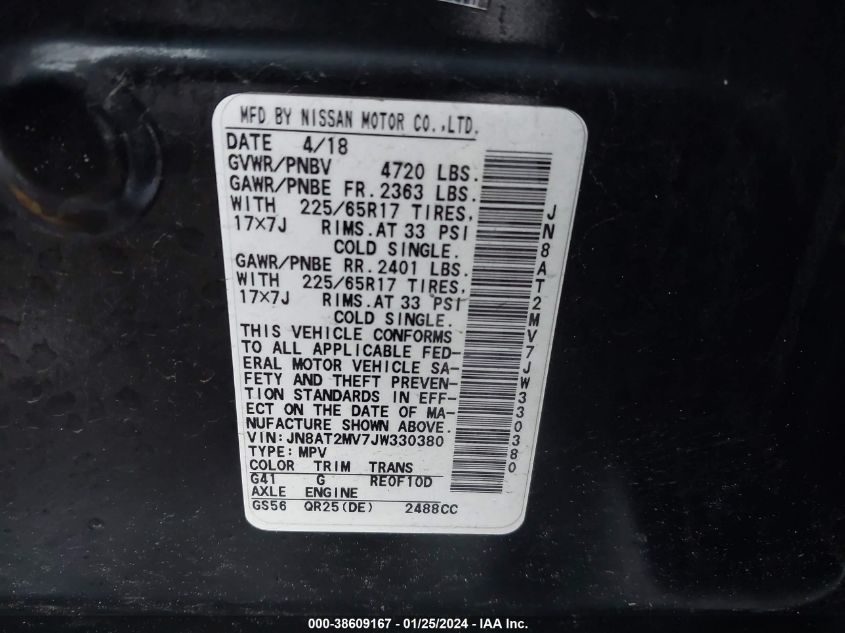 MFD BY NISSAN MOTOR CO.,LTD.
DATE 4/18
GVWR/PNBV 4720 LBS.
GAWR/PNBE FR. 2363 LBS.
WITH 225/65R17 TIRES,
17×7J RIMS.AT 33 PSI
COLD SINGLE.
GAWR/PNBE RR. 2401 LBS.
WITH 225/65R17 TIRES,
17×7J RIMS.AT 33 PSI
COLD SINGLE.
THIS VEHICLE CONFORMS
TO ALL APPLICABLE FED-
ERAL MOTOR VEHICLE SA-
FETY AND THEFT PREVEN-
TION STANDARDS IN EFF-
ECT ON THE DATE OF MA-
NUFACTURE SHOWN ABOVE.
VIN:JN8AT2MV7JW330380
TYPE:MPV
COLOR TRIM TRANS
G41 G RE0F10D
AXLE ENGINE
GS56 QR25(DE) 2488CC
JN8AT2MV7JW330380
000-38609167 - 01/25/2024 - IAA Inc.